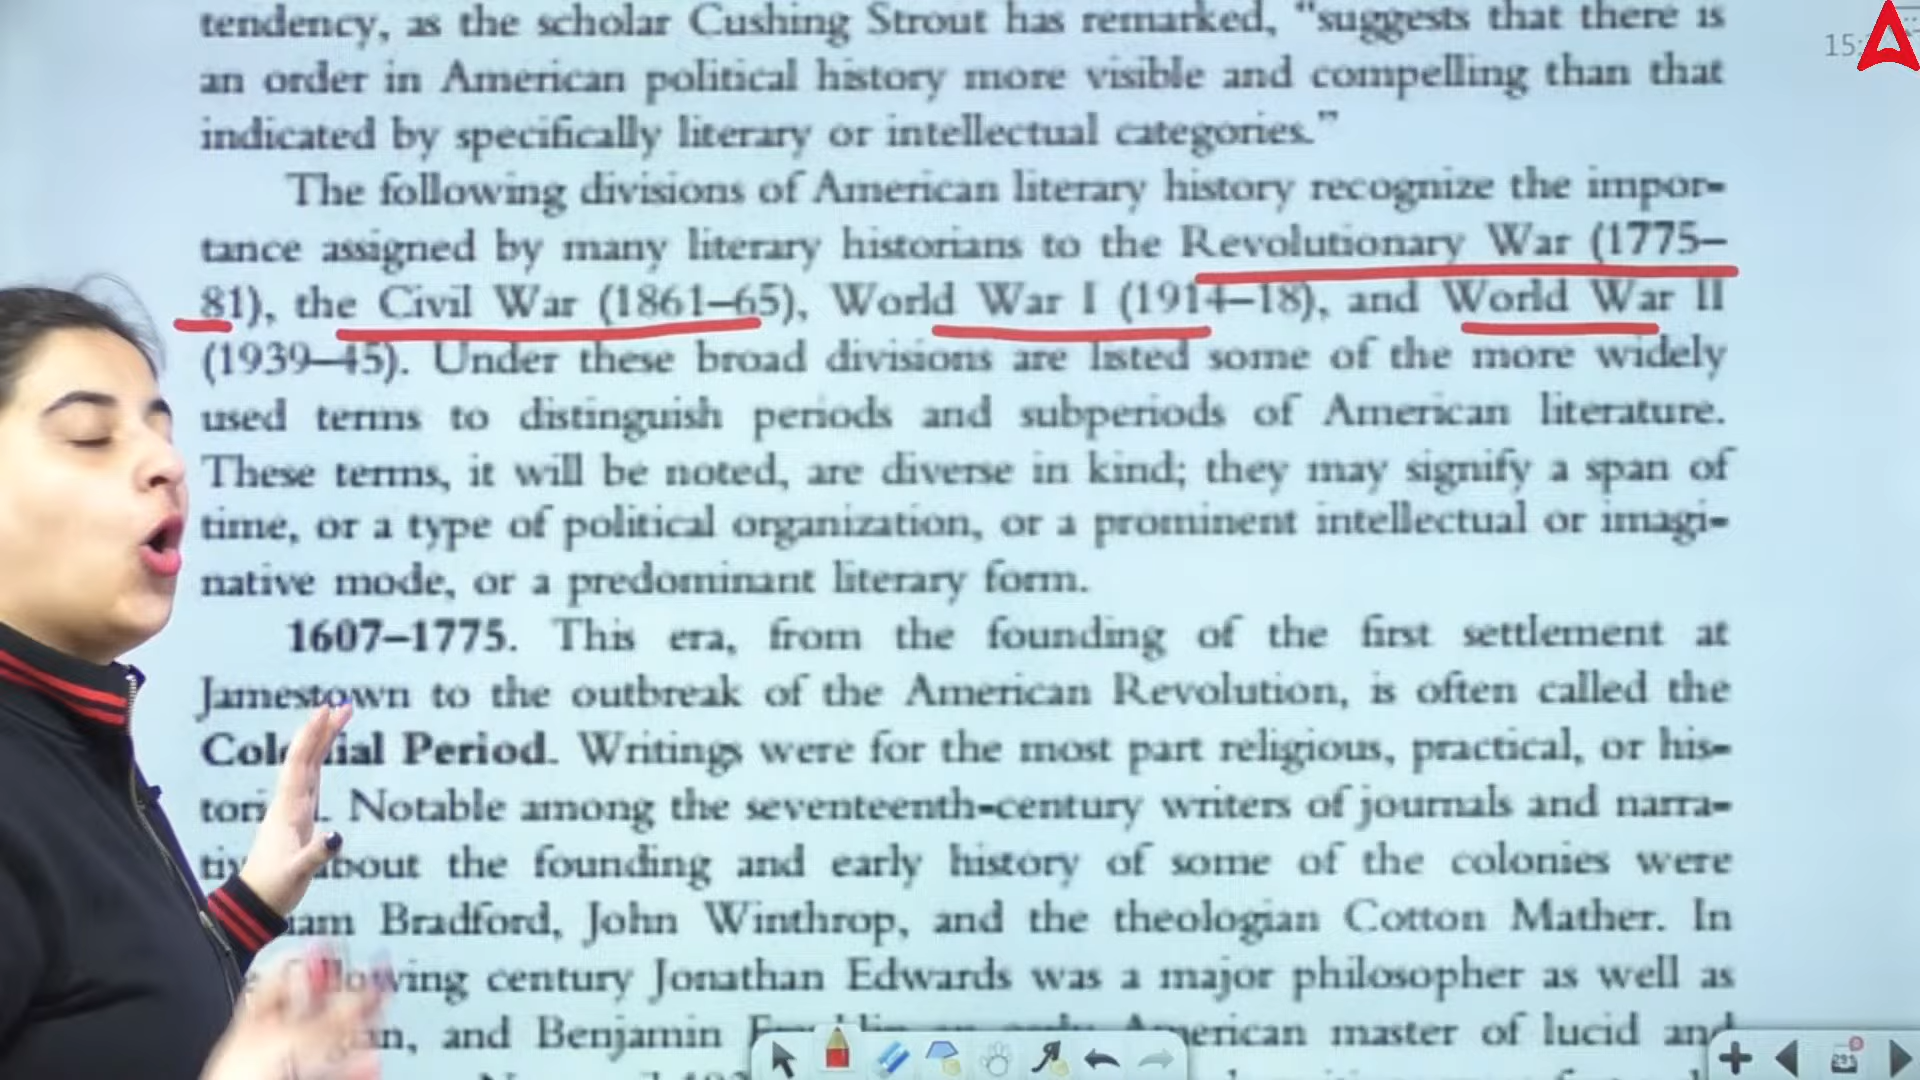 tendency, as the scholar Cushing Strout has remarked, “suggests that there is
an order in American political history more visible and compelling than that
indicated by specifically literary or intellectual categories.”
The following divisions of American literary history recognize the impor-
tance assigned by many literary historians to the Revolutionary War (1775–
81), the Civil War (1861–65), World War I (1914–18), and World War II
(1939–45). Under these broad divisions are listed some of the more widely
used terms to distinguish periods and subperiods of American literature.
These terms, it will be noted, are diverse in kind; they may signify a span of
time, or a type of political organization, or a prominent intellectual or imagi-
native mode, or a predominant literary form.
1607–1775. This era, from the founding of the first settlement at
Jamestown to the outbreak of the American Revolution, is often called the
Colonial Period. Writings were for the most part religious, practical, or his-
Notable among the seventeenth-century writers of journals and narra-
about the founding and early history of some of the colonies were
Bradford, John Winthrop, and the theologian Cotton Mather. In
following century Jonathan Edwards was a major philosopher as well as
and Benjamin American master of lucid and
15:
293